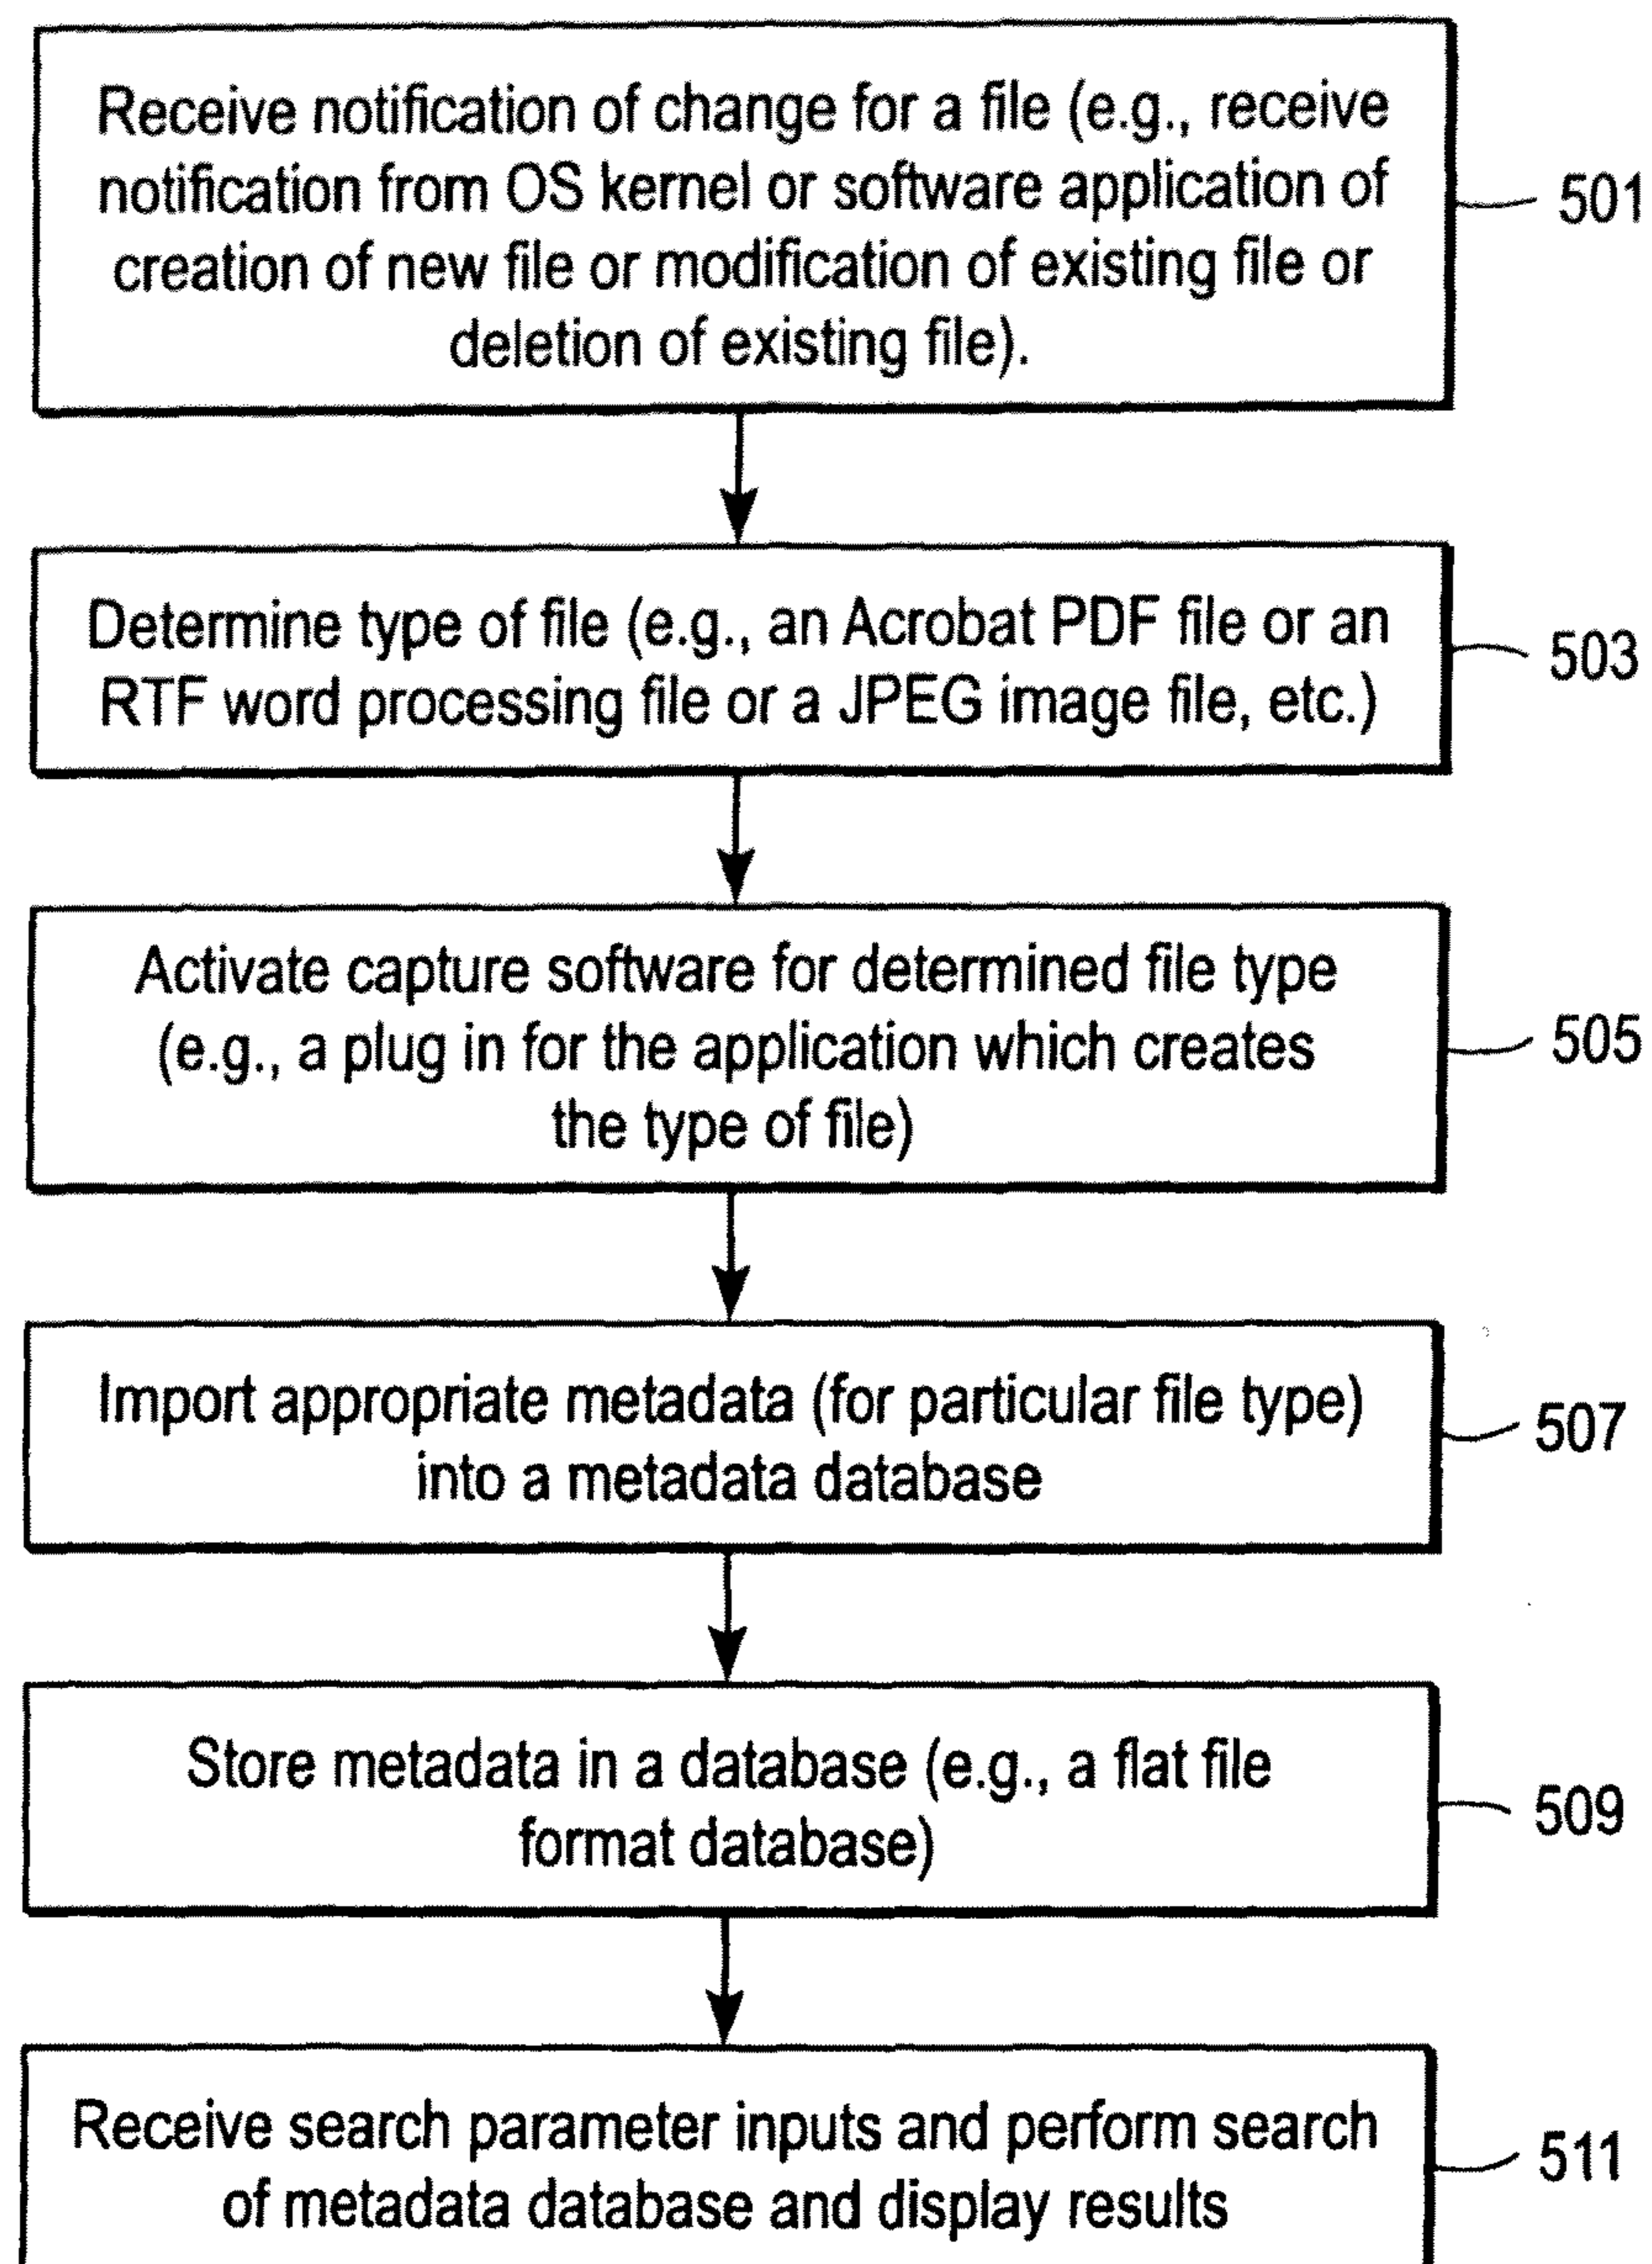 Receive notification of change for a file (e.g., receive
notification from OS kernel or software application of
creation of new file or modification of existing file or
deletion of existing file).
501
Determine type of file (e.g., an Acrobat PDF file or an
RTF word processing file or a JPEG image file, etc.)
503
Activate capture software for determined file type
(e.g., a plug in for the application which creates
the type of file)
505
Import appropriate metadata (for particular file type)
into a metadata database
507
Store metadata in a database (e.g., a flat file
format database)
509
Receive search parameter inputs and perform search
of metadata database and display results
511